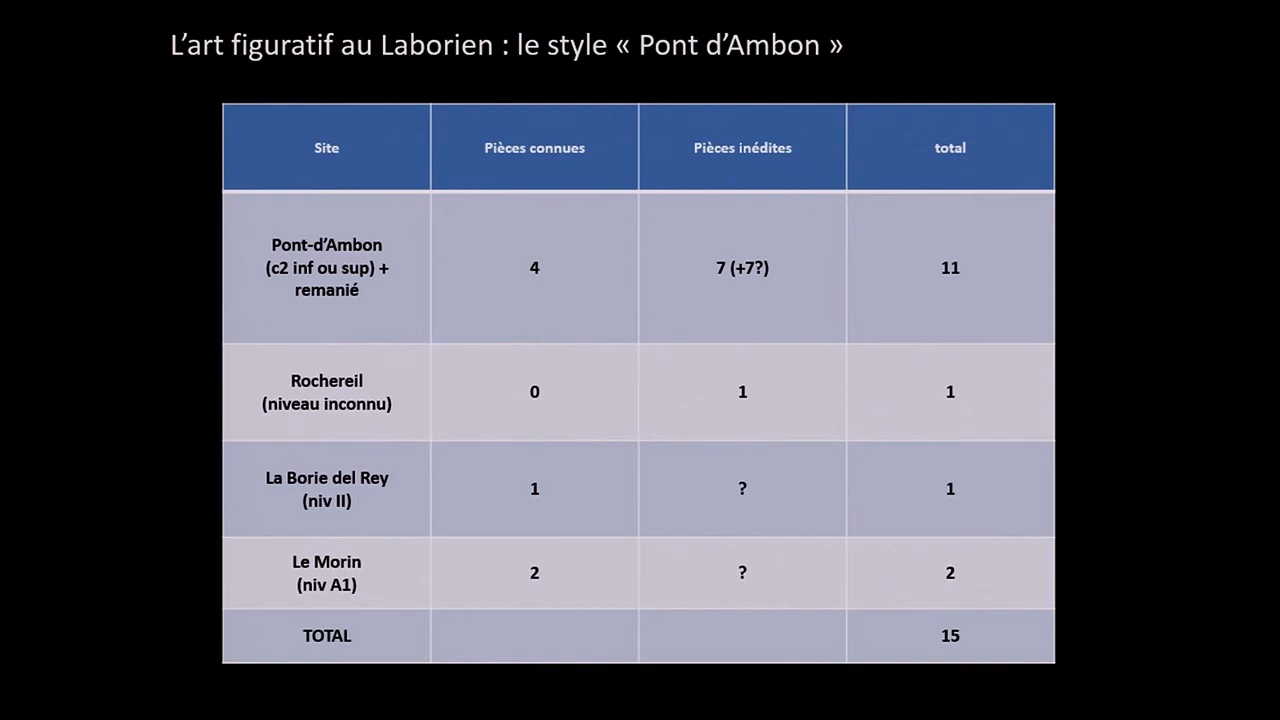 L’art figuratif au Laborien : le style « Pont d’Ambon »
Site Pièces connues Pièces inédites total
Pont-d’Ambon
(c2 inf ou sup) +
remanié
4 7 (+7?) 11
Rochereil
(niveau inconnu)
0 1 1
La Borie del Rey
(niv II)
1 ? 1
Le Morin
(niv A1)
2 ? 2
TOTAL 15